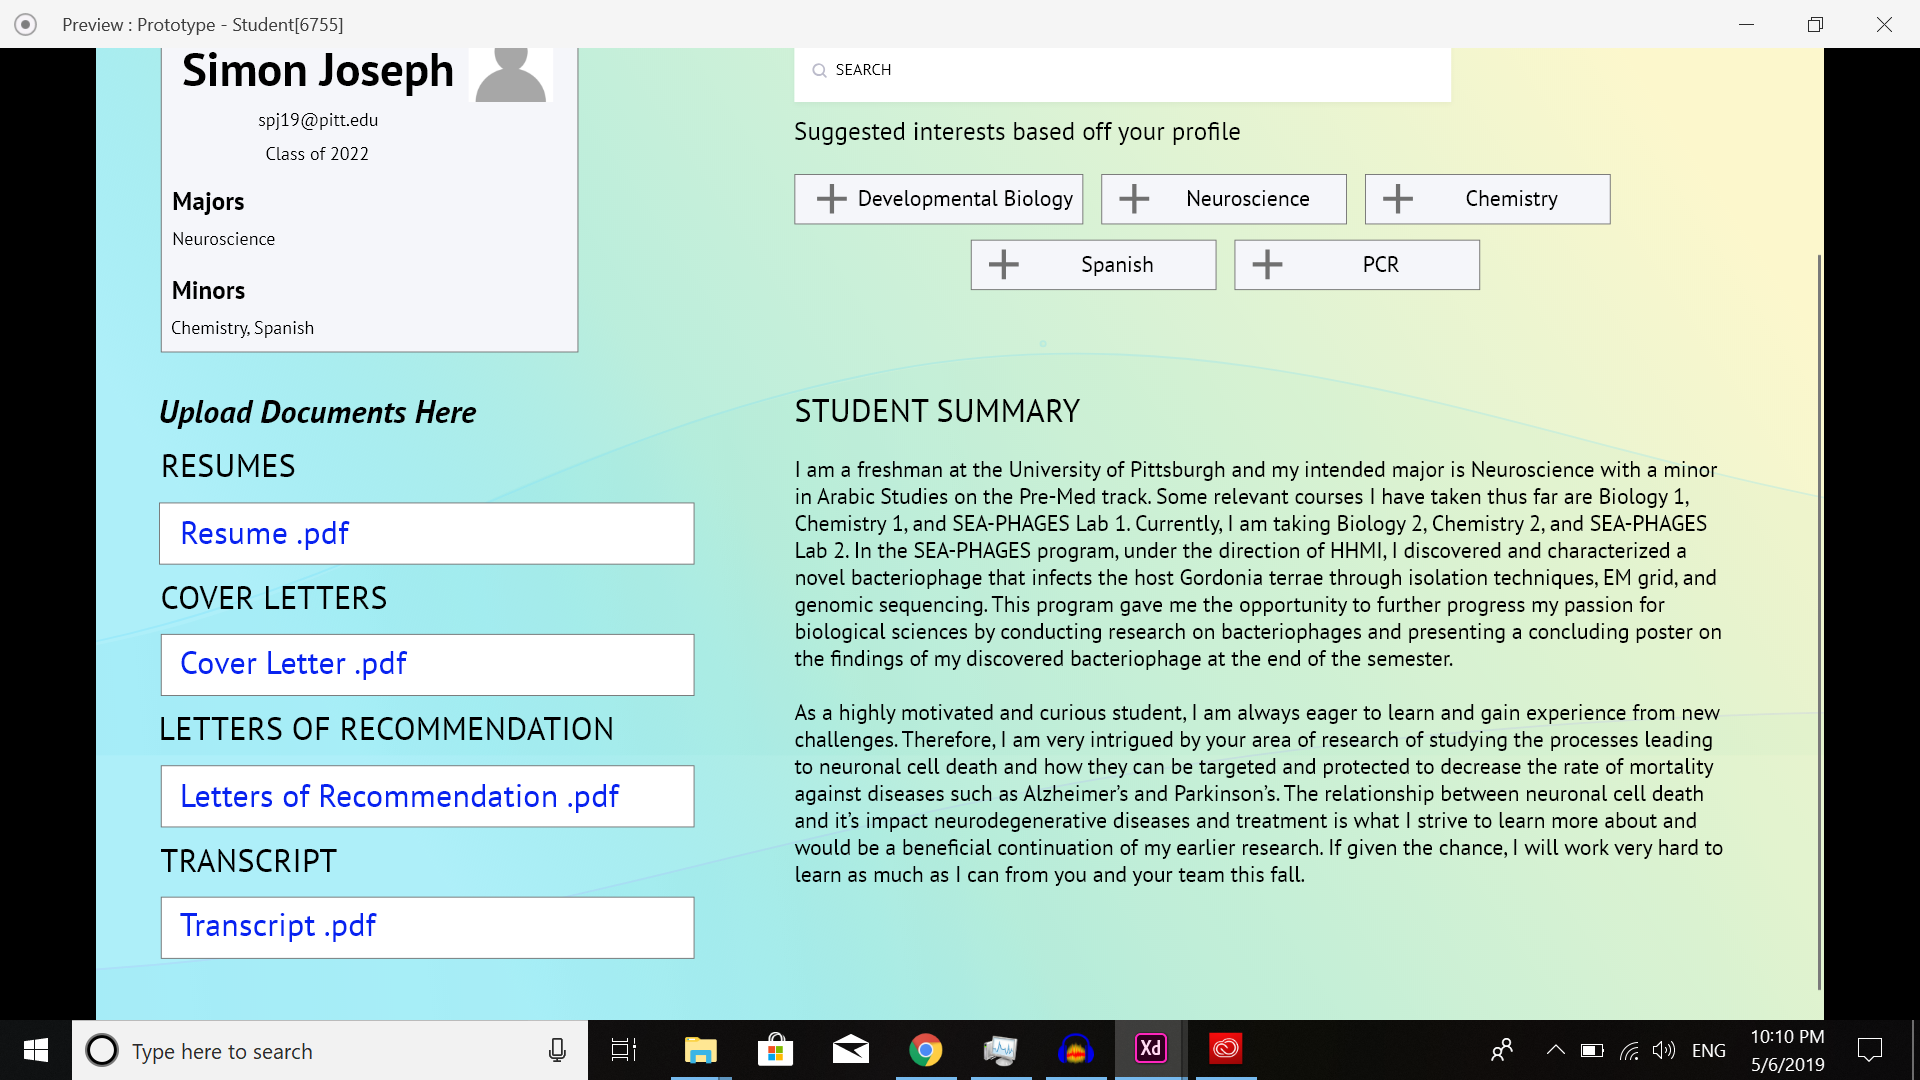 Preview : Prototype - Student[6755]
Simon Joseph
spj19@pitt.edu
Class of 2022
Majors
Neuroscience
Minors
Chemistry, Spanish
SEARCH
Suggested interests based off your profile
Developmental Biology
Neuroscience
Chemistry
Spanish
PCR
Upload Documents Here
RESUMES
Resume .pdf
COVER LETTERS
Cover Letter .pdf
LETTERS OF RECOMMENDATION
Letters of Recommendation .pdf
TRANSCRIPT
Transcript .pdf
STUDENT SUMMARY
I am a freshman at the University of Pittsburgh and my intended major is Neuroscience with a minor
in Arabic Studies on the Pre-Med track. Some relevant courses I have taken thus far are Biology 1,
Chemistry 1, and SEA-PHAGES Lab 1. Currently, I am taking Biology 2, Chemistry 2, and SEA-PHAGES
Lab 2. In the SEA-PHAGES program, under the direction of HHMI, I discovered and characterized a
novel bacteriophage that infects the host Gordonia terrae through isolation techniques, EM grid, and
genomic sequencing. This program gave me the opportunity to further progress my passion for
biological sciences by conducting research on bacteriophages and presenting a concluding poster on
the findings of my discovered bacteriophage at the end of the semester.
As a highly motivated and curious student, I am always eager to learn and gain experience from new
challenges. Therefore, I am very intrigued by your area of research of studying the processes leading
to neuronal cell death and how they can be targeted and protected to decrease the rate of mortality
against diseases such as Alzheimer’s and Parkinson’s. The relationship between neuronal cell death
and it’s impact neurodegenerative diseases and treatment is what I strive to learn more about and
would be a beneficial continuation of my earlier research. If given the chance, I will work very hard to
learn as much as I can from you and your team this fall.
Type here to search
Xd
ENG
10:10 PM
5/6/2019